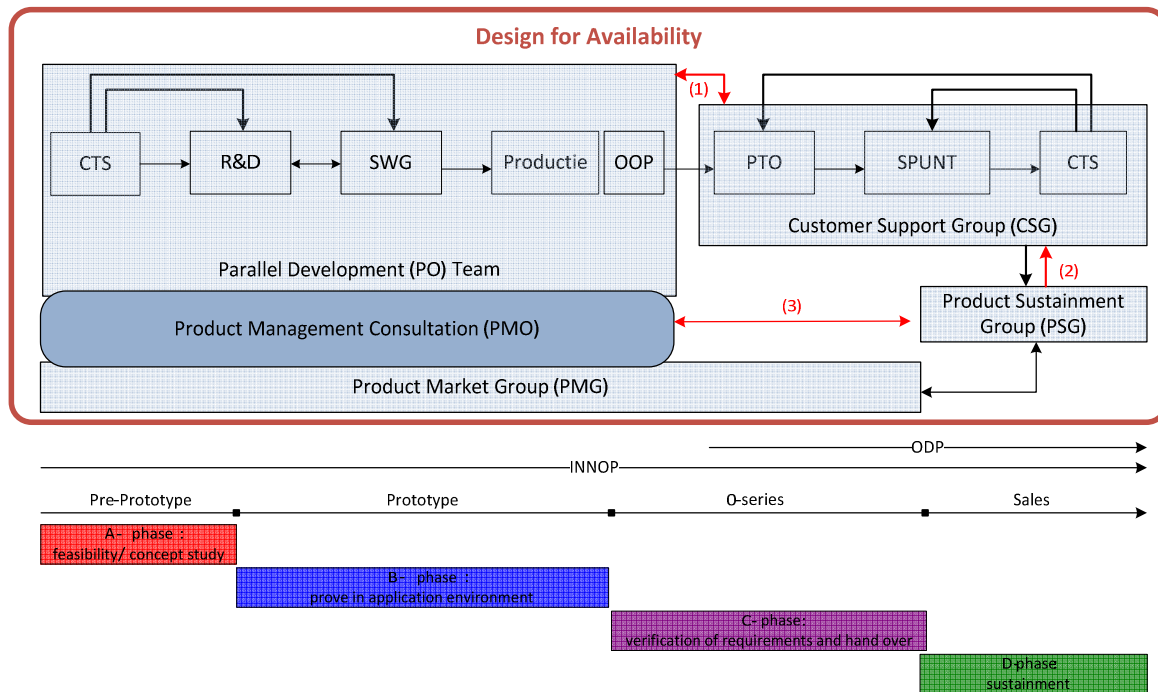 Design for Availability
(1)
CTS
R&D
SWG
Productie
OOP
PTO
SPUNT
CTS
Customer Support Group (CSG)
Parallel Development (PO) Team
(2)
Product Management Consultation (PMO)
(3)
Product Sustainment
Group (PSG)
Product Market Group (PMG)
ODP
INNOP
Pre-Prototype
Prototype
0-series
Sales
A- phase :
feasibility/ concept study
B- phase :
prove in application environment
C-phase:
verification of requirements and hand over
D-phase:
sustainment